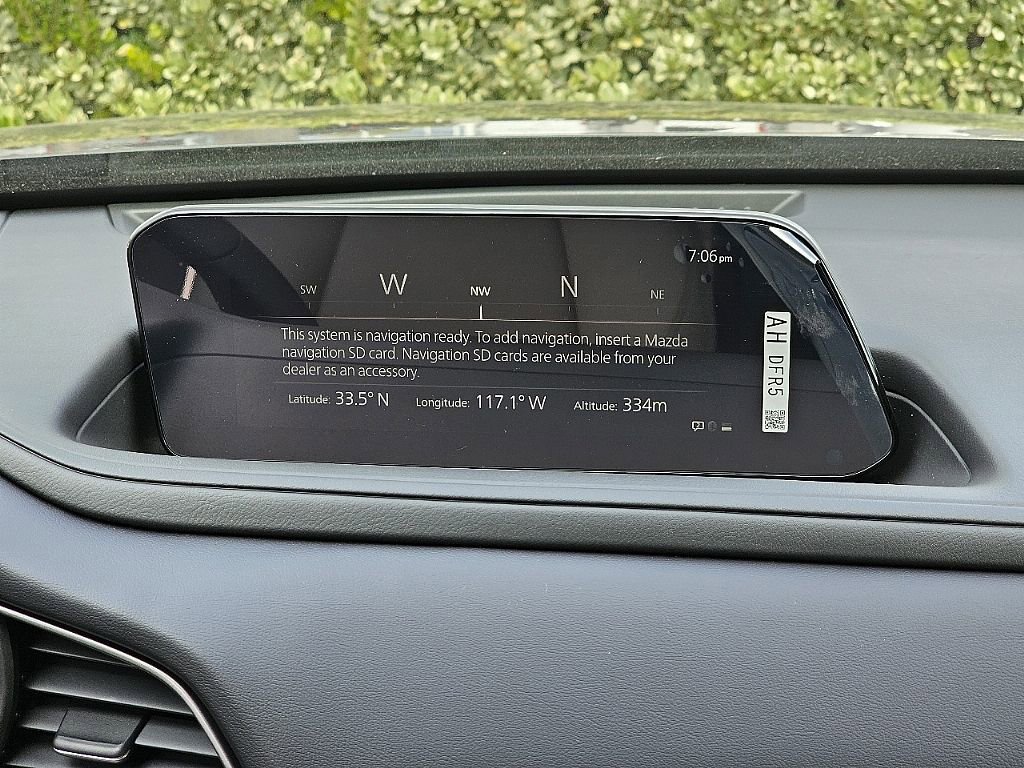 7:06pm
SW W NW N NE
This system is navigation ready. To add navigation, insert a Mazda
navigation SD card. Navigation SD cards are available from your
dealer as an accessory.
Latitude: 33.5° N Longitude: 117.1° W Altitude: 334m
AH DFR5